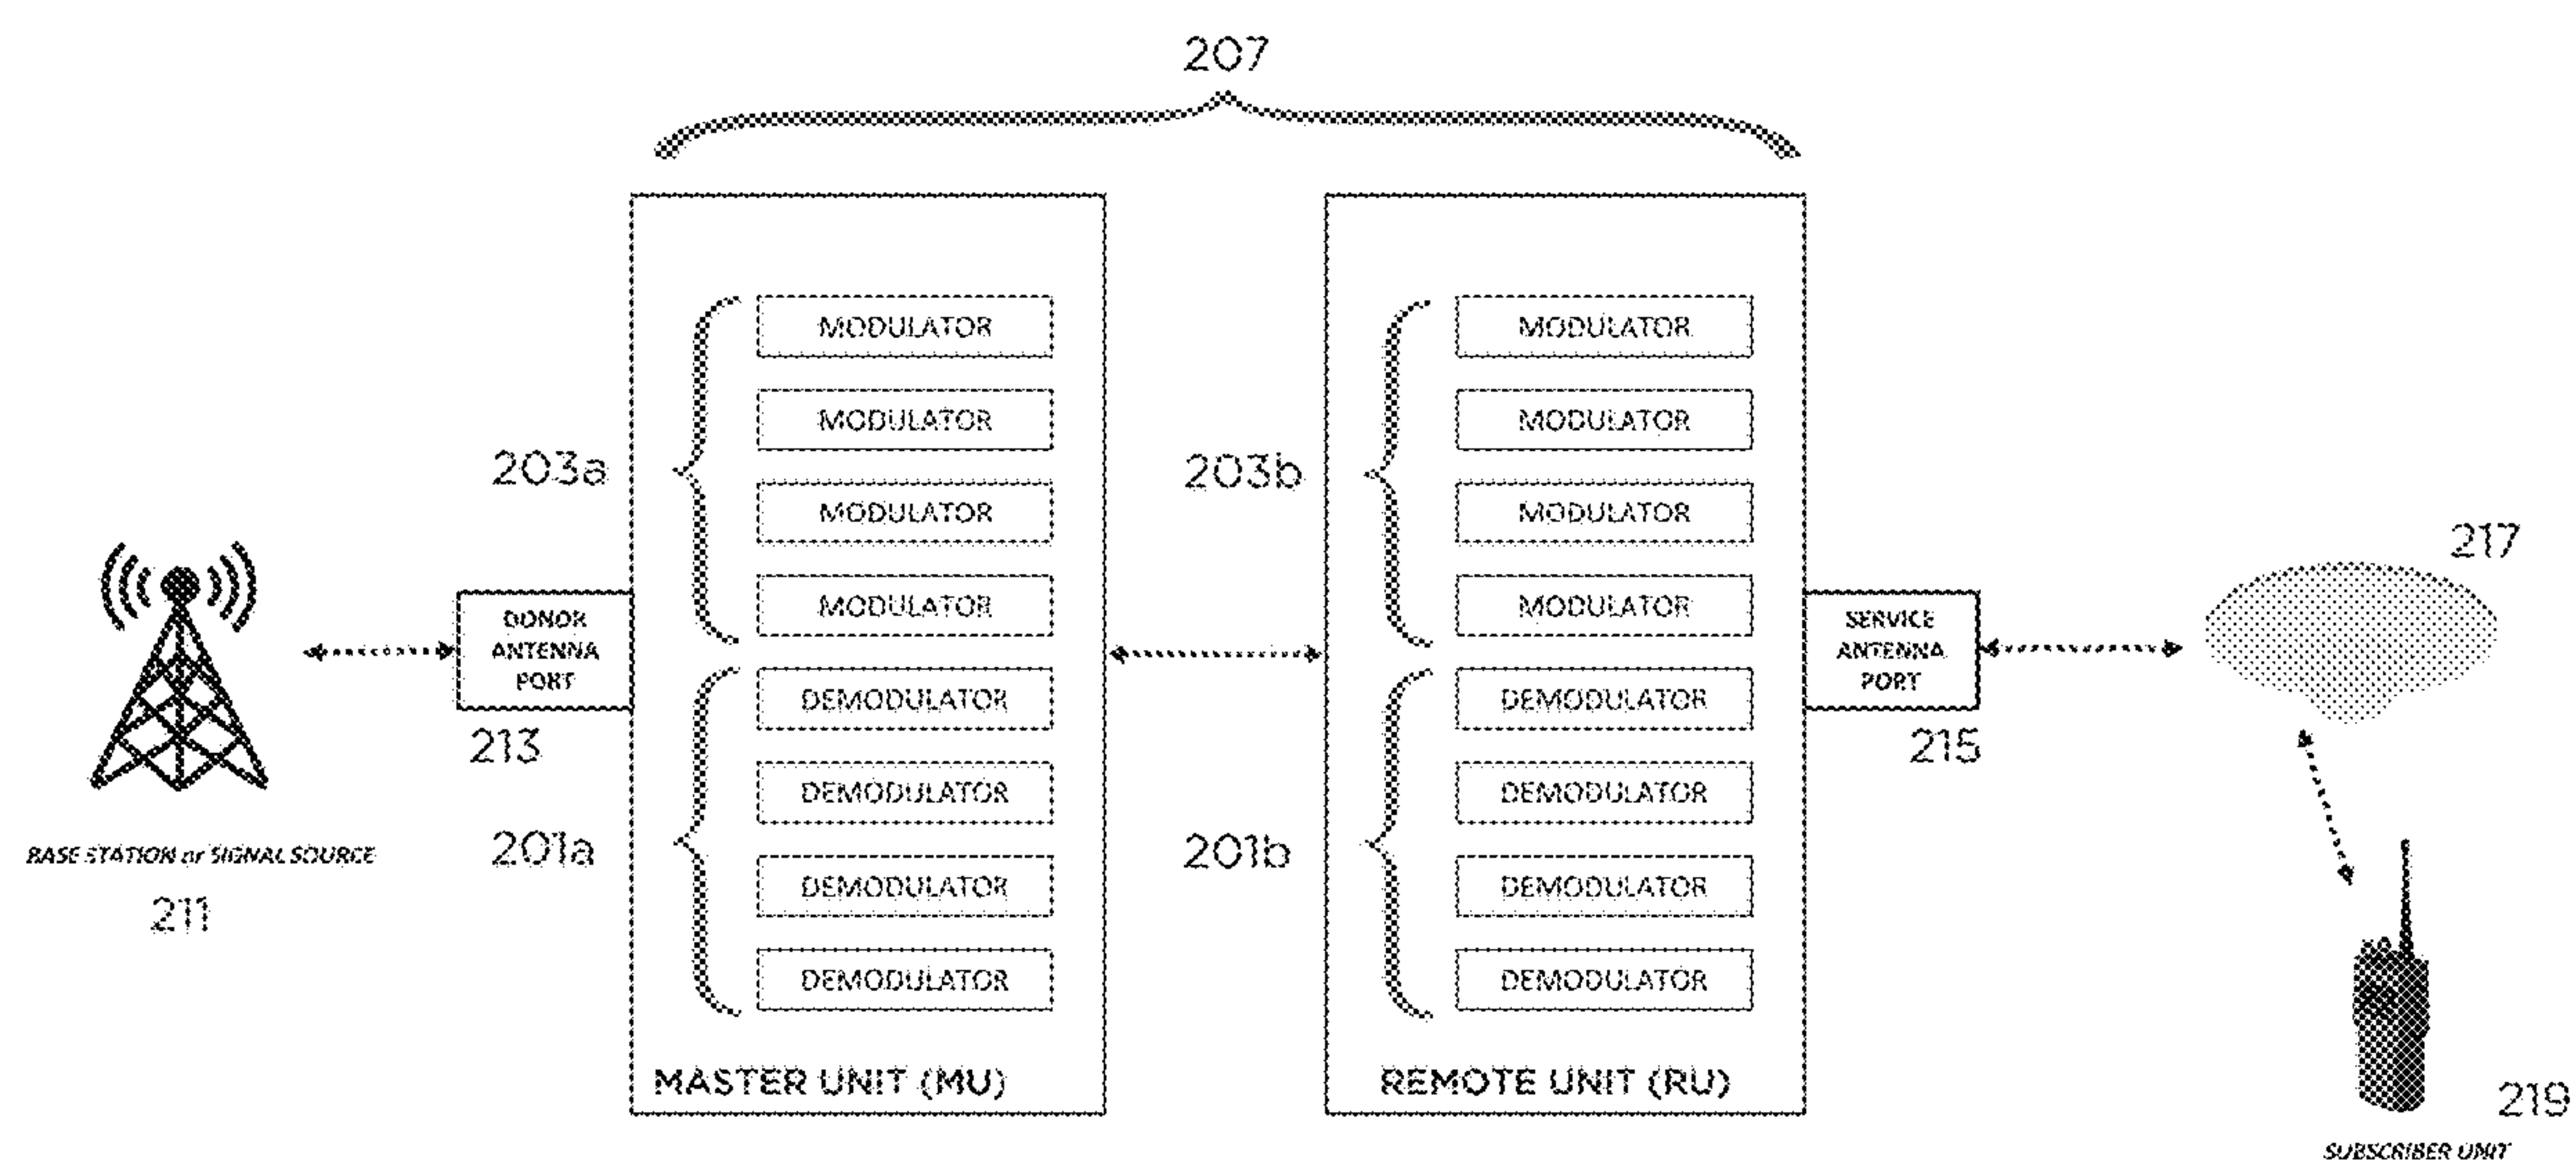 207
MODULATOR
MODULATOR
MODULATOR
MODULATOR
DEMODULATOR
DEMODULATOR
DEMODULATOR
DEMODULATOR
203a
201a
MASTER UNIT (MU)
MODULATOR
MODULATOR
MODULATOR
MODULATOR
DEMODULATOR
DEMODULATOR
DEMODULATOR
DEMODULATOR
203b
201b
REMOTE UNIT (RU)
DONOR
ANTENNA
PORT
213
BASE STATION or SIGNAL SOURCE
211
SERVICE
ANTENNA
PORT
215
217
219
SUBSCRIBER UNIT